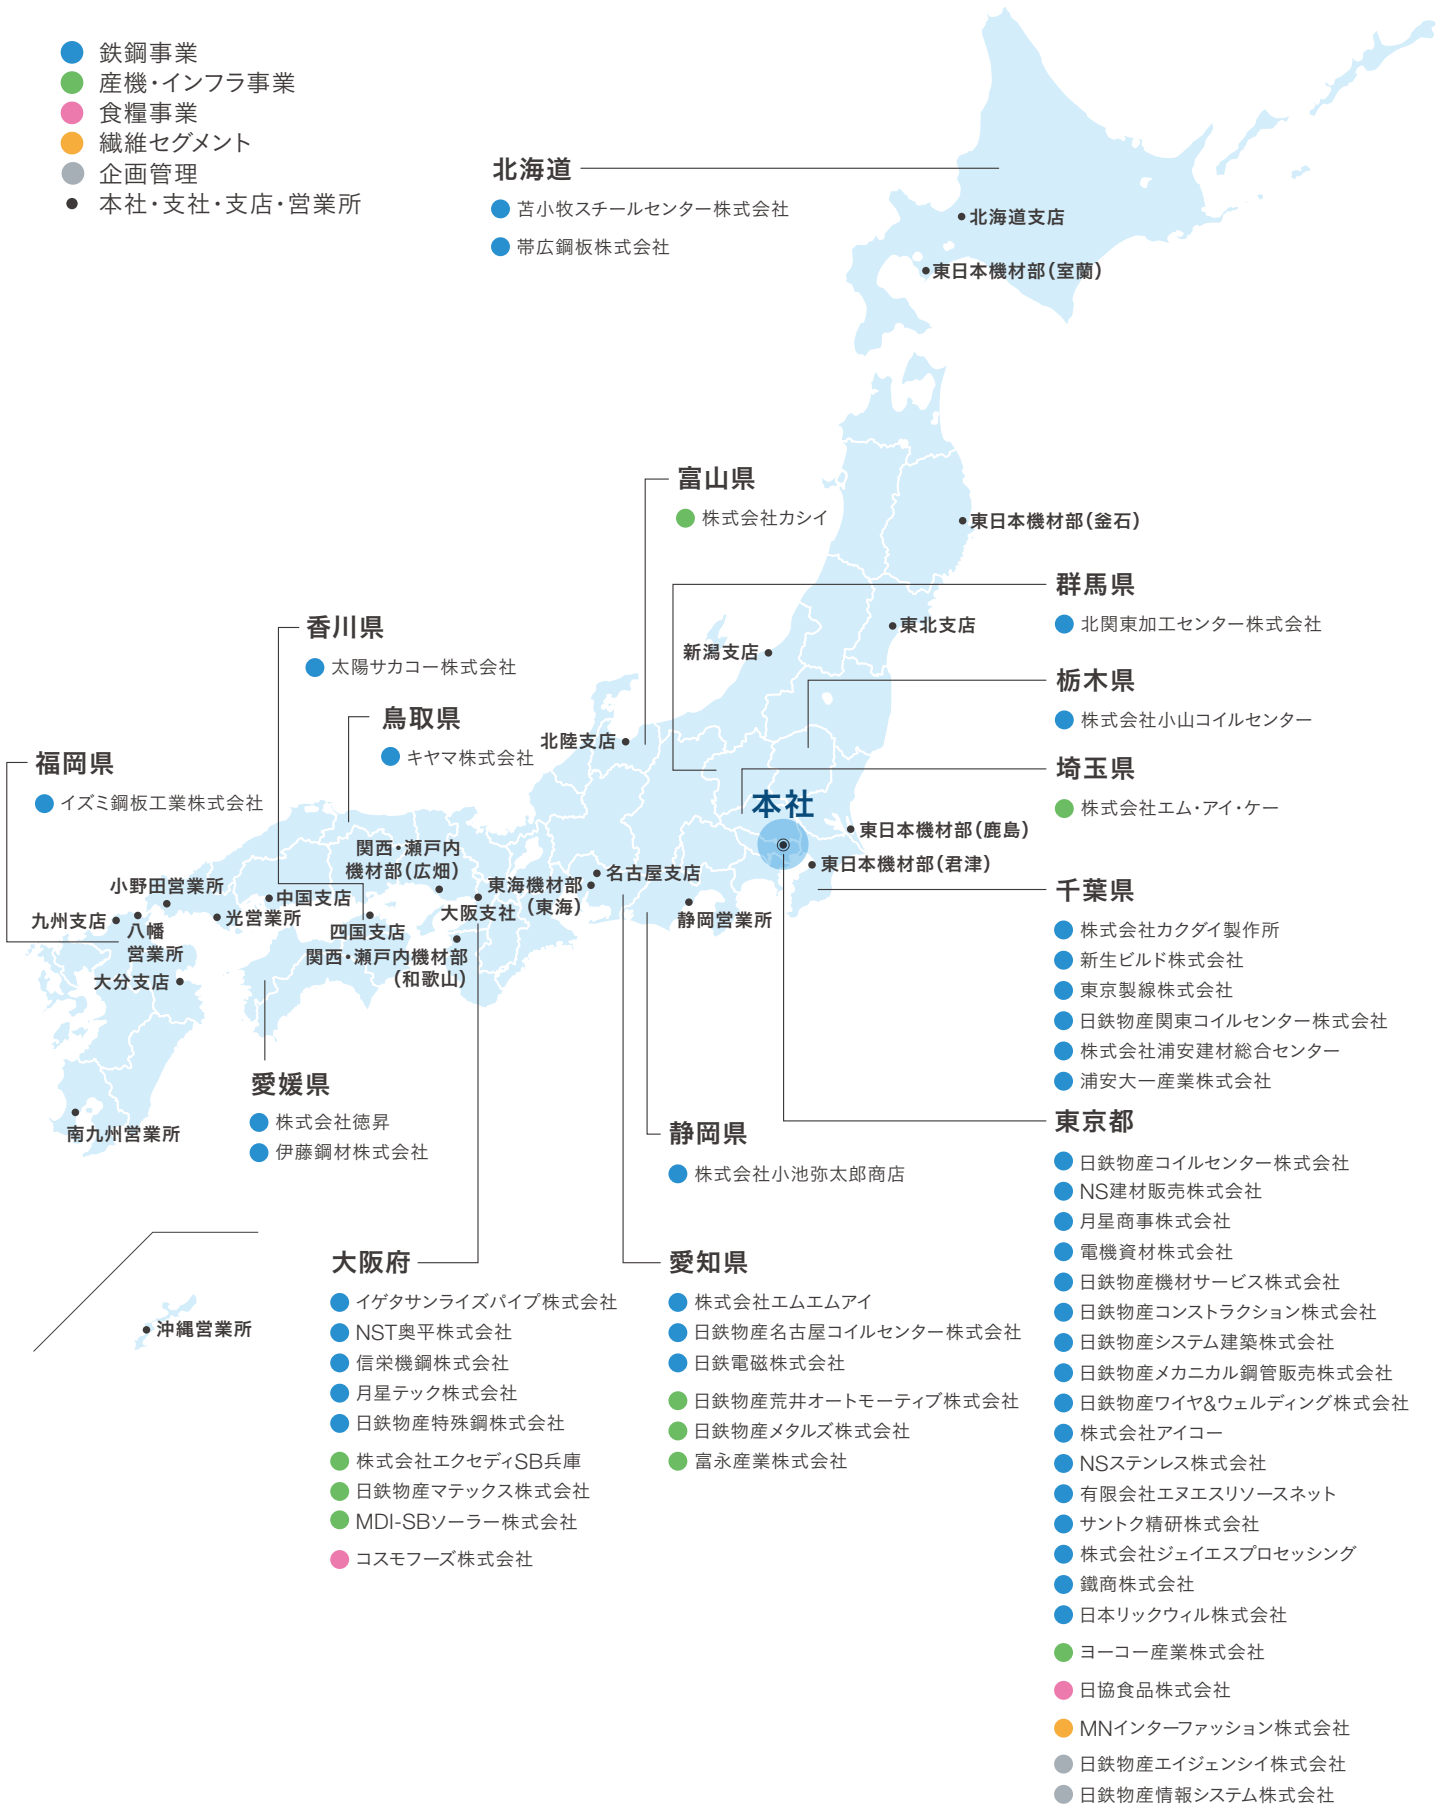 鉄鋼事業
産機・インフラ事業
食糧事業
繊維セグメント
企画管理
本社・支社・支店・営業所
北海道
苫小牧スチールセンター株式会社
帯広鋼板株式会社
北海道支店
東日本機材部（室蘭）
富山県
株式会社カシイ
東日本機材部（釜石）
群馬県
北関東加工センター株式会社
香川県
太陽サカコー株式会社
東北支店
新潟支店
栃木県
株式会社小山コイルセンター
鳥取県
キヤマ株式会社
北陸支店
福岡県
イズミ鋼板工業株式会社
埼玉県
株式会社エム・アイ・ケー
本社
東日本機材部（鹿島）
東日本機材部（君津）
関西・瀬戸内
機材部（広畑）
名古屋支店
東海機材部
（東海）
小野田営業所
中国支店
九州支店
八幡
営業所
光営業所
四国支店
大阪支社
静岡営業所
関西・瀬戸内機材部
（和歌山）
大分支店
千葉県
株式会社カクダイ製作所
新生ビルド株式会社
東京製線株式会社
日鉄物産関東コイルセンター株式会社
株式会社浦安建材総合センター
浦安大一産業株式会社
愛媛県
株式会社徳昇
伊藤鋼材株式会社
南九州営業所
静岡県
株式会社小池弥太郎商店
東京都
日鉄物産コイルセンター株式会社
NS建材販売株式会社
月星商事株式会社
電機資材株式会社
日鉄物産機材サービス株式会社
日鉄物産コンストラクション株式会社
日鉄物産システム建築株式会社
日鉄物産メカニカル鋼管販売株式会社
日鉄物産ワイヤ&ウェルディング株式会社
株式会社アイコー
NSステンレス株式会社
有限会社エヌエスリソースネット
サントク精研株式会社
株式会社ジェイエスプロセッシング
鐵商株式会社
日本リックウィル株式会社
ヨーコー産業株式会社
日協食品株式会社
MNインターファッション株式会社
日鉄物産エイジェンシイ株式会社
日鉄物産情報システム株式会社
大阪府
イゲタサンライズパイプ株式会社
NST奥平株式会社
信栄機鋼株式会社
月星テック株式会社
日鉄物産特殊鋼株式会社
株式会社エクセディSB兵庫
日鉄物産マテックス株式会社
MDI-SBソーラー株式会社
コスモフーズ株式会社
愛知県
株式会社エムエムアイ
日鉄物産名古屋コイルセンター株式会社
日鉄電磁株式会社
日鉄物産荒井オートモーティブ株式会社
日鉄物産メタルズ株式会社
富永産業株式会社
沖縄営業所